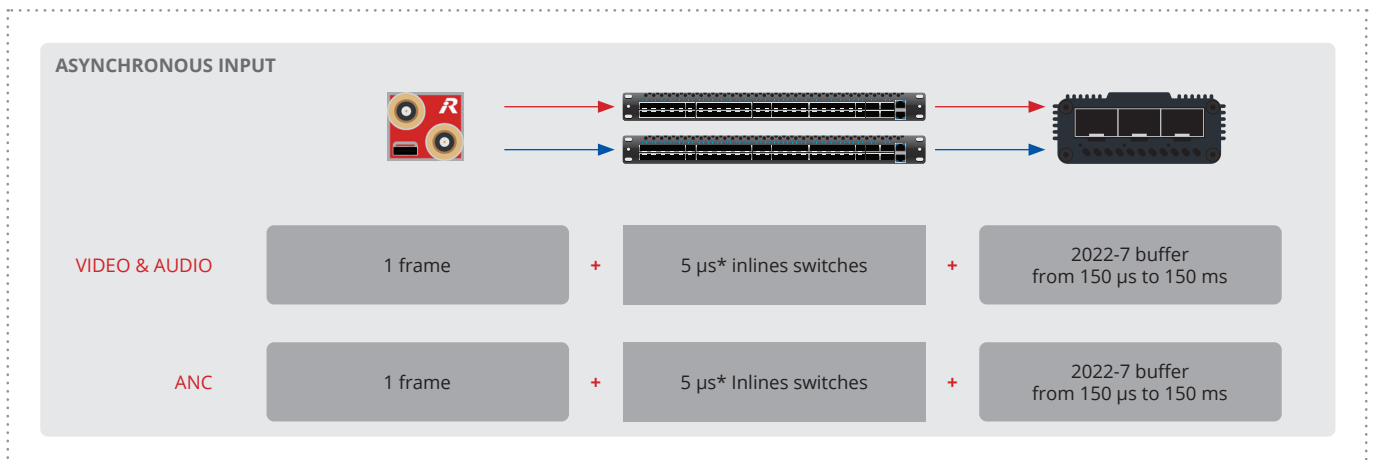 ASYNCHRONOUS INPUT
R
VIDEO & AUDIO
1 frame
+
5 µs* inlines switches
+
2022-7 buffer
from 150 µs to 150 ms
ANC
1 frame
+
5 µs* Inlines switches
+
2022-7 buffer
from 150 µs to 150 ms